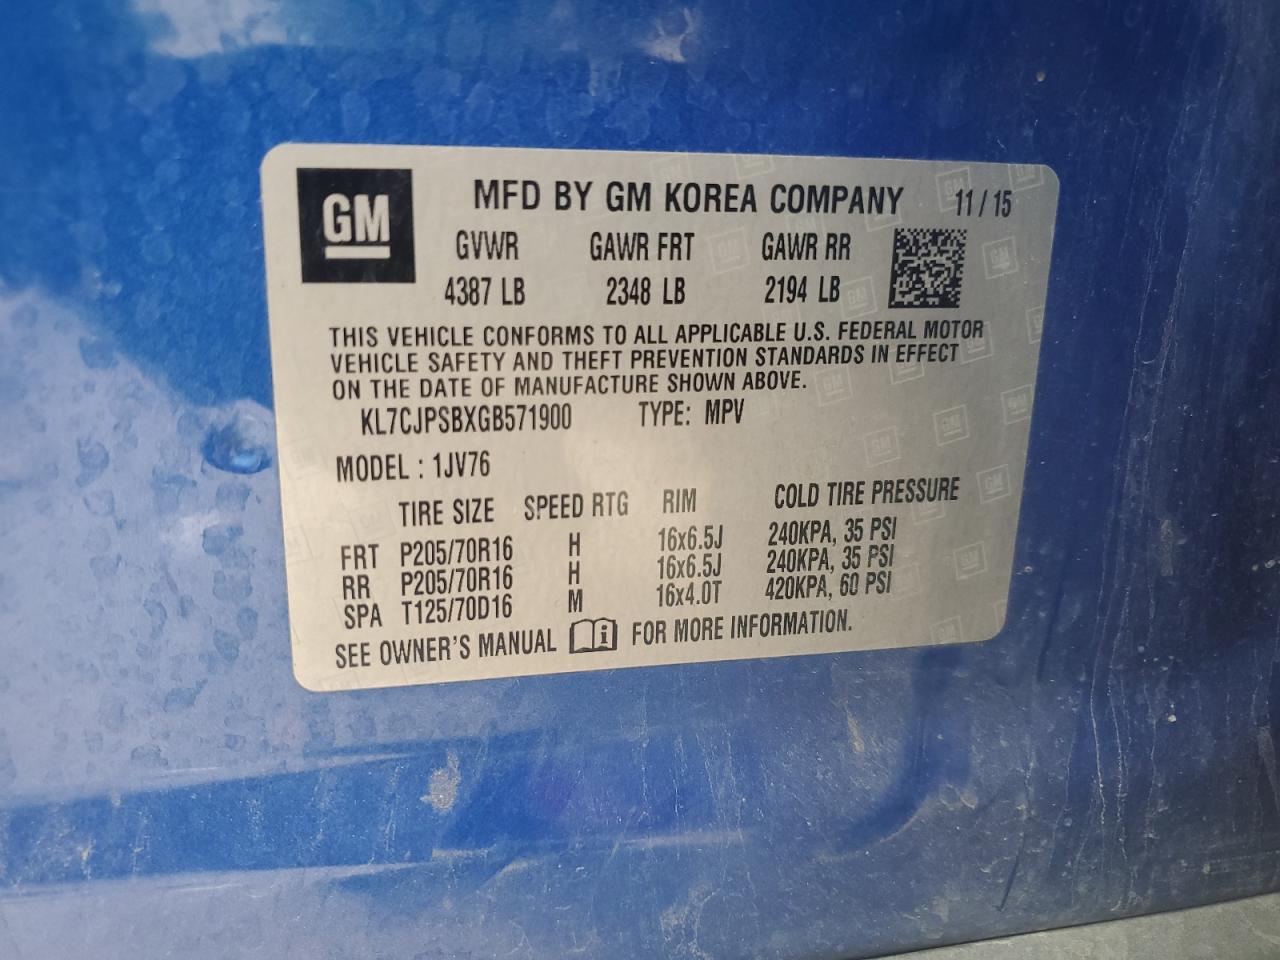 GM
MFD BY GM KOREA COMPANY 11/15
GVWR GAWR FRT GAWR RR
4387 LB 2348 LB 2194 LB
THIS VEHICLE CONFORMS TO ALL APPLICABLE U.S. FEDERAL MOTOR
VEHICLE SAFETY AND THEFT PREVENTION STANDARDS IN EFFECT
ON THE DATE OF MANUFACTURE SHOWN ABOVE.
KL7CJPSBXGB571900 TYPE: MPV
MODEL : 1JV76
TIRE SIZE SPEED RTG RIM COLD TIRE PRESSURE
FRT P205/70R16 H 16x6.5J 240KPA, 35 PSI
RR P205/70R16 H 16x6.5J 240KPA, 35 PSI
SPA T125/70D16 M 16x4.0T 420KPA, 60 PSI
SEE OWNER'S MANUAL i FOR MORE INFORMATION.